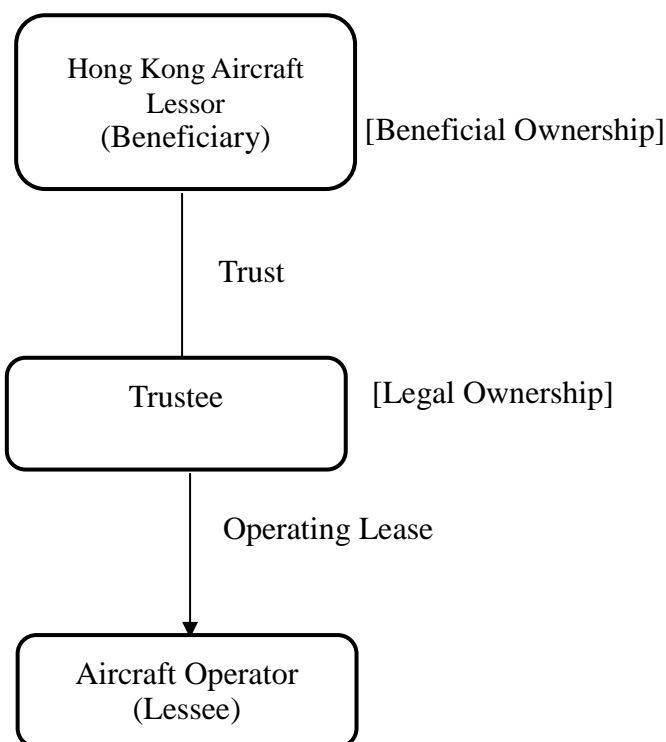 Hong Kong Aircraft
Lessor
(Beneficiary)
[Beneficial Ownership]
Trust
Trustee
[Legal Ownership]
Operating Lease
Aircraft Operator
(Lessee)